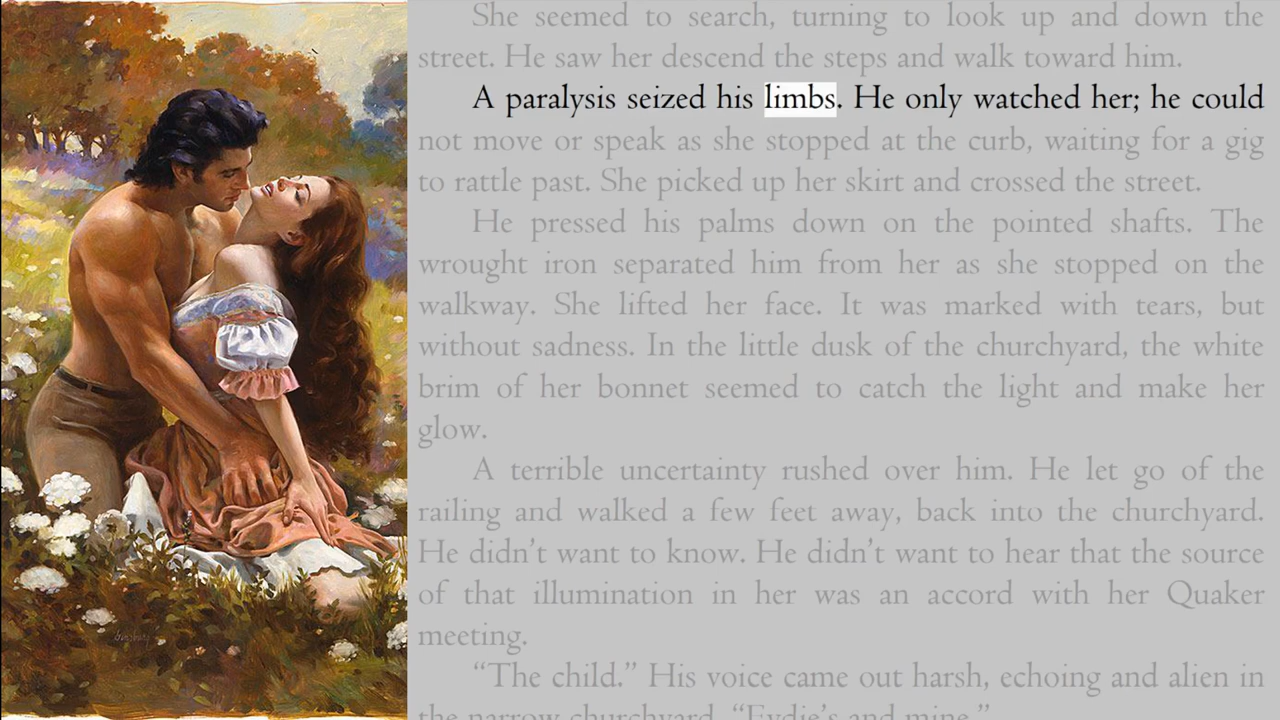 She seemed to search, turning to look up and down the
street. He saw her descend the steps and walk toward him.
A paralysis seized his limbs. He only watched her; he could
not move or speak as she stopped at the curb, waiting for a gig
to rattle past. She picked up her skirt and crossed the street.
He pressed his palms down on the pointed shafts. The
wrought iron separated him from her as she stopped on the
walkway. She lifted her face. It was marked with tears, but
without sadness. In the little dusk of the churchyard, the white
brim of her bonnet seemed to catch the light and make her
glow.
A terrible uncertainty rushed over him. He let go of the
railing and walked a few feet away, back into the churchyard.
He didn’t want to know. He didn’t want to hear that the source
of that illumination in her was an accord with her Quaker
meeting.
“The child.” His voice came out harsh, echoing and alien in
the narrow churchyard. “Eydie’s and mine.”